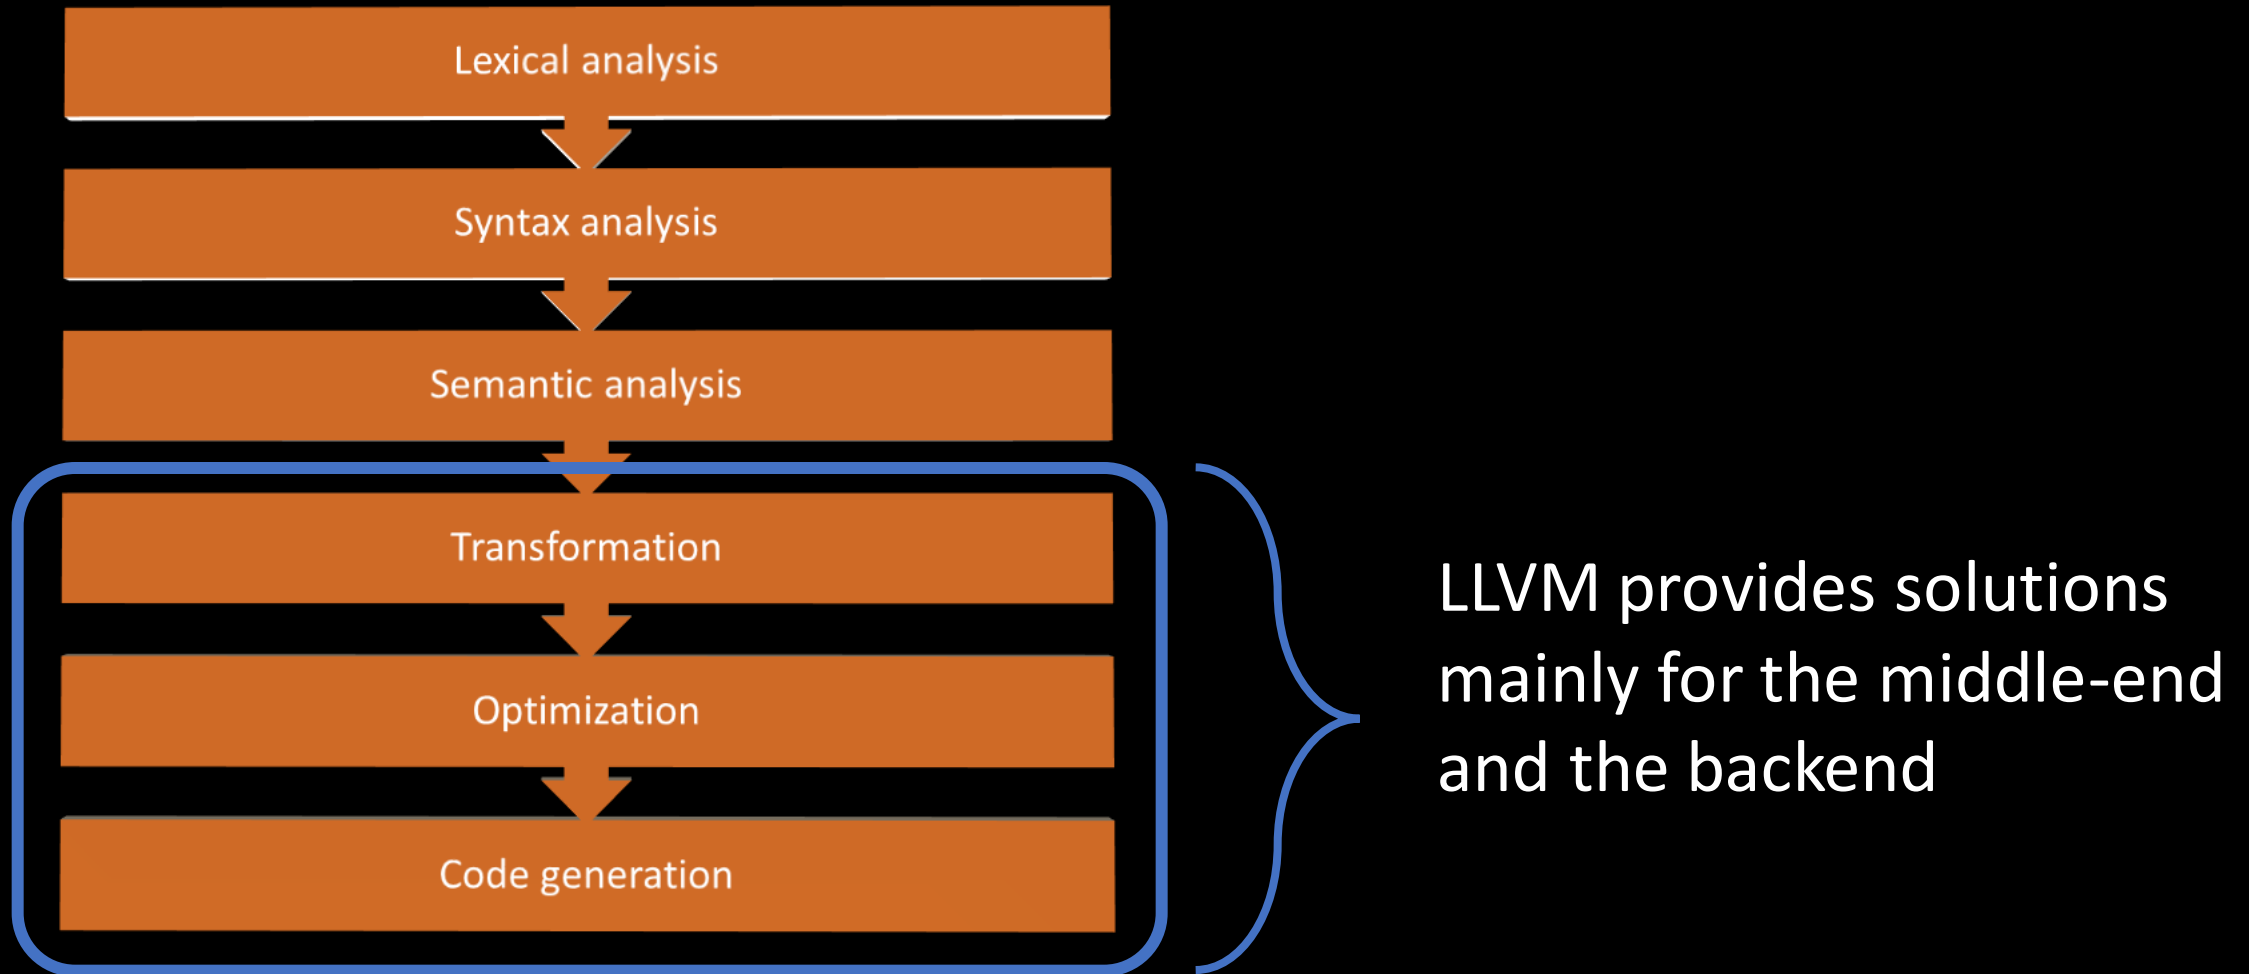 Lexical analysis
Syntax analysis
Semantic analysis
Transformation
Optimization
Code generation
LLVM provides solutions
mainly for the middle-end
and the backend